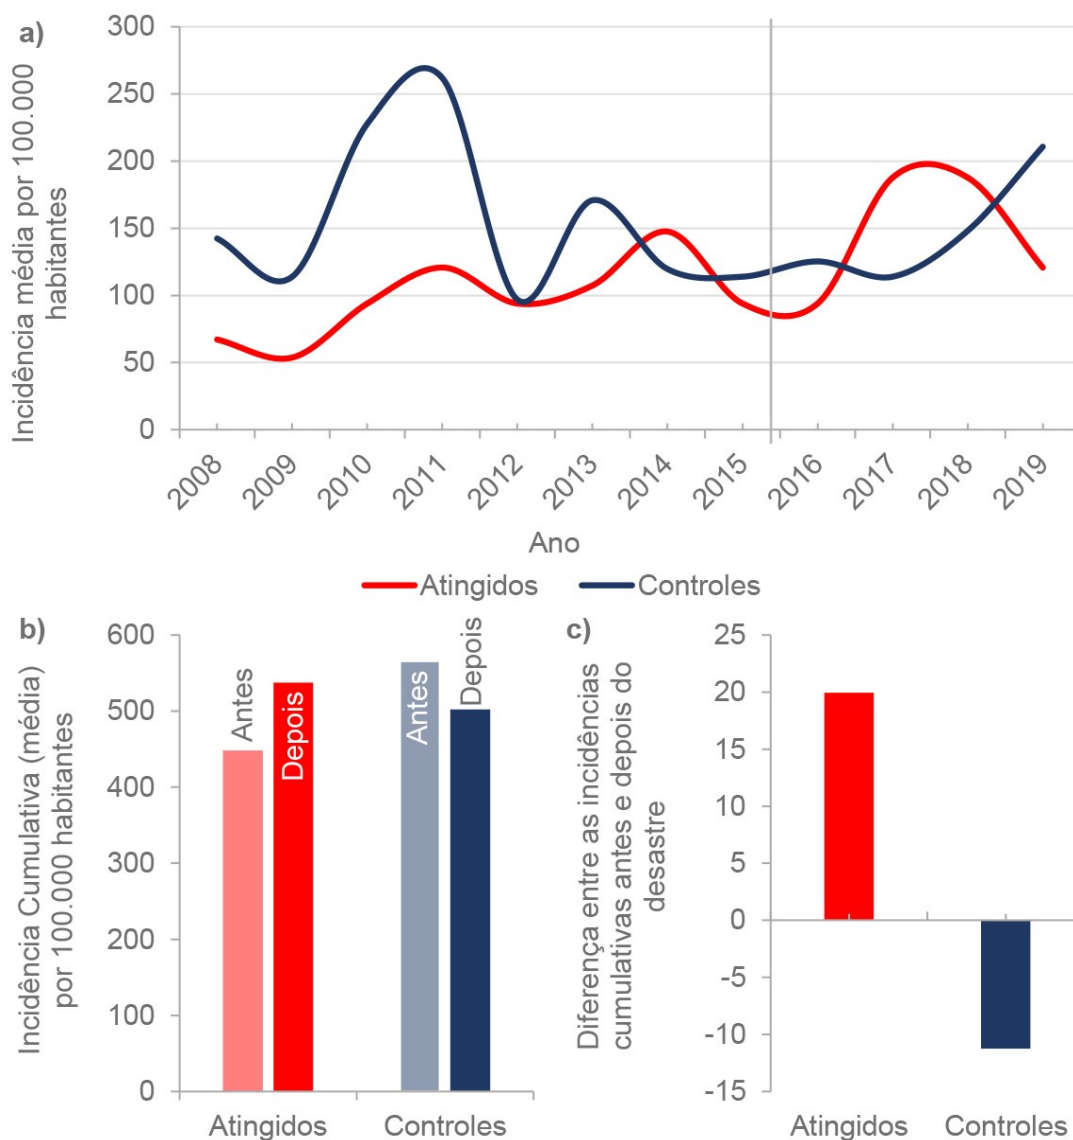 a)
Incidência média por 100.000
habitantes
300
250
200
150
100
50
0
2008
2009
2010
2011
2012
2013
2014
2015
2016
2017
2018
2019
Ano
Atingidos
Controles
b)
Incidência Cumulativa (média)
por 100.000 habitantes
600
500
400
300
200
100
0
Antes
Depois
Antes
Depois
Atingidos
Controles
c)
Diferença entre as incidências
cumulativas antes e depois do
desastre
25
20
15
10
5
0
-5
-10
-15
Atingidos
Controles